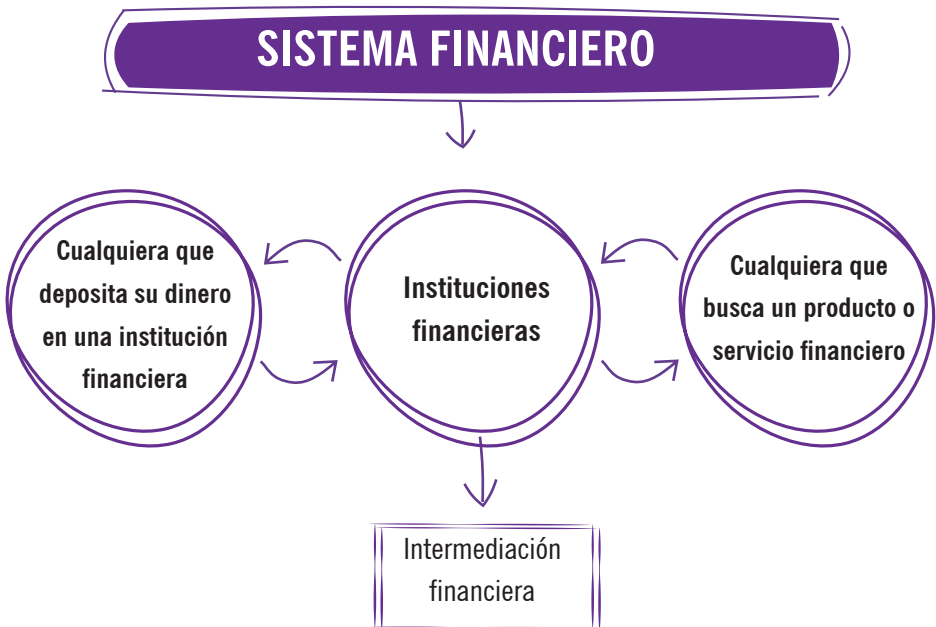 SISTEMA FINANCIERO
Cualquiera que
deposita su dinero
en una institución
financiera
Instituciones
financieras
Cualquiera que
busca un producto o
servicio financiero
Intermediación
financiera